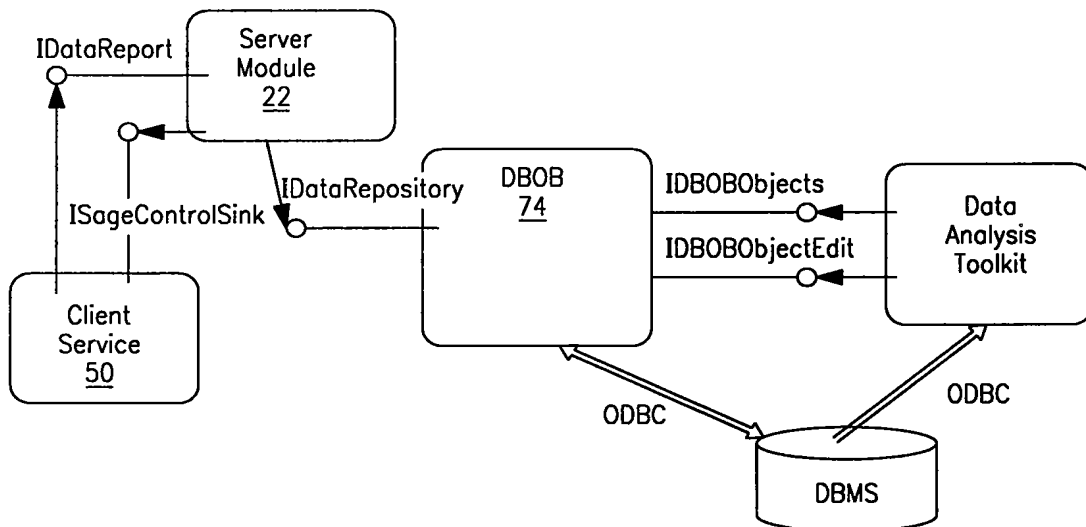 IDataReport
Server
Module
22
ISageControlSink
IDataRepository
DBOB
74
IDBOBObjects
IDBOBObjectEdit
Data
Analysis
Toolkit
Client
Service
50
ODBC
ODBC
DBMS